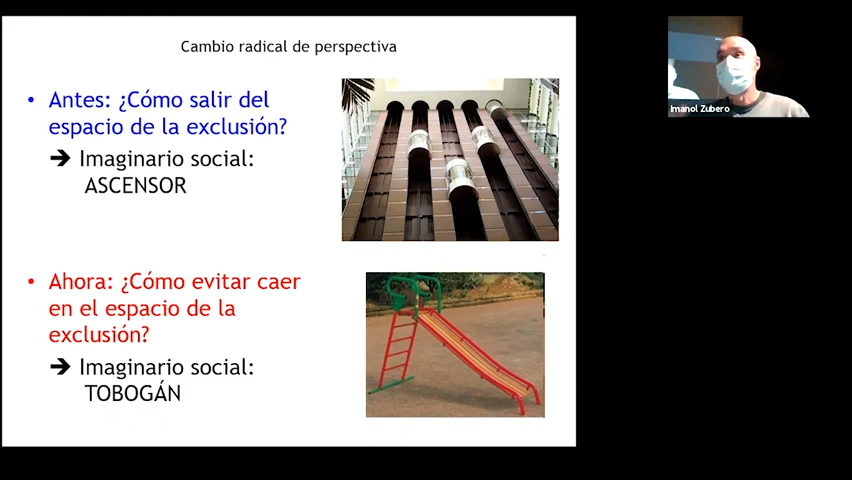 Cambio radical de perspectiva
• Antes: ¿Cómo salir del
espacio de la exclusión?
➔ Imaginario social:
ASCENSOR
• Ahora: ¿Cómo evitar caer
en el espacio de la
exclusión?
➔ Imaginario social:
TOBOGÁN
Imanol Zubero